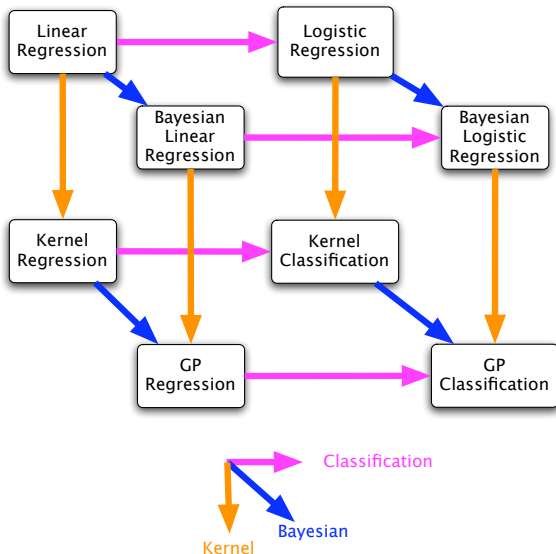 Linear
Regression
Logistic
Regression
Bayesian
Linear
Regression
Bayesian
Logistic
Regression
Kernel
Regression
Kernel
Classification
GP
Regression
GP
Classification
Classification
Bayesian
Kernel